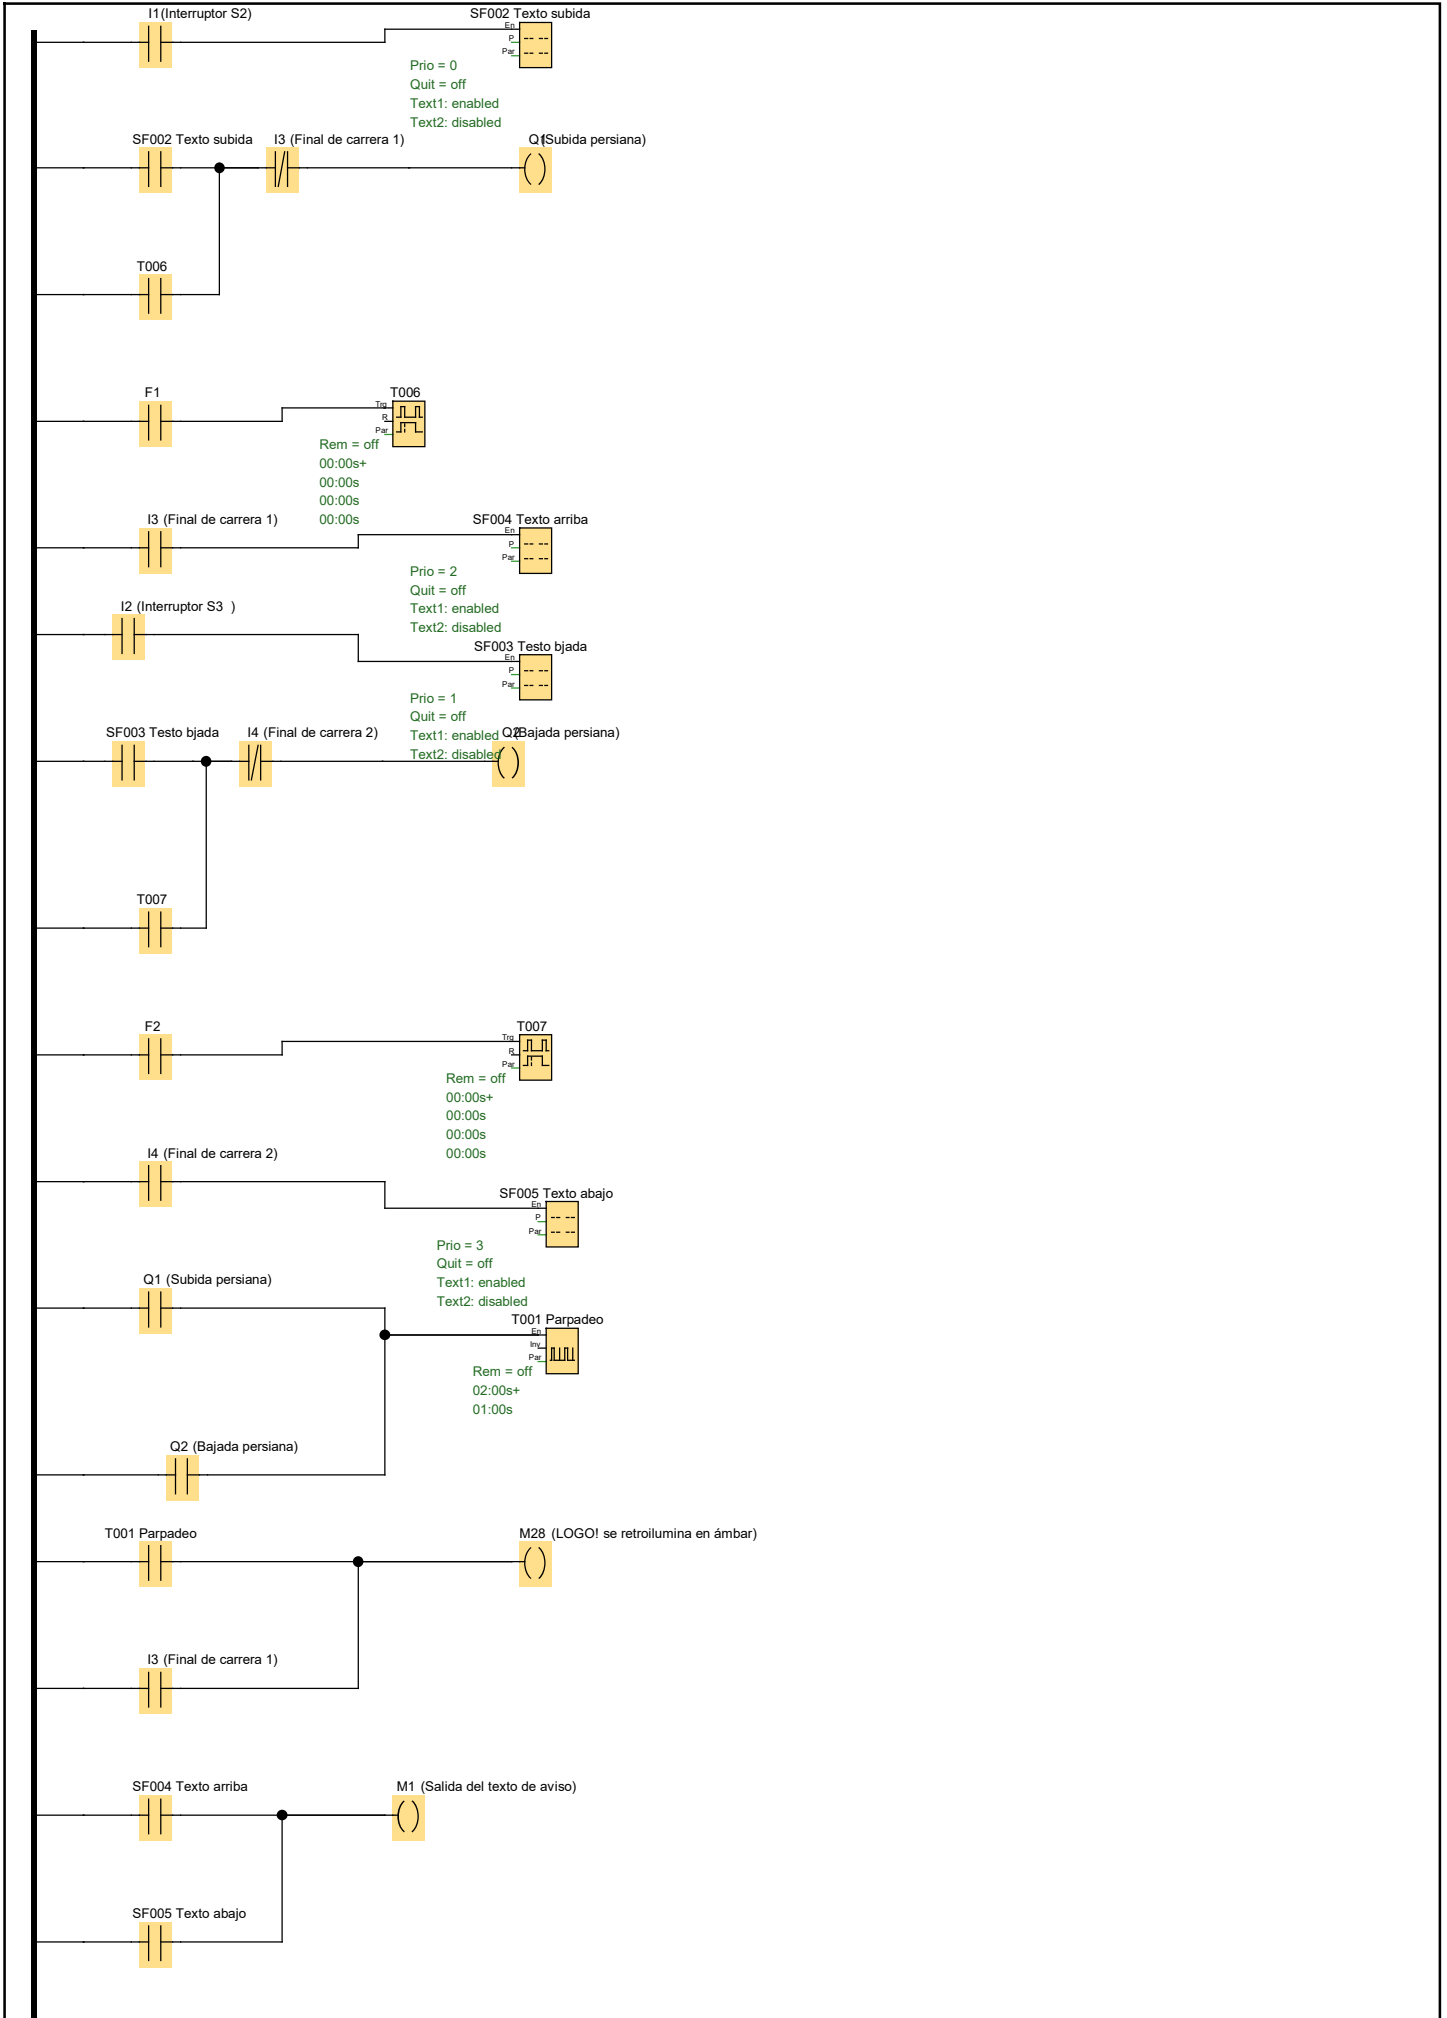 I1(Interruptor S2)
SF002 Texto subida
En
P
Par
Prio = 0
Quit = off
Text1: enabled
Text2: disabled
SF002 Texto subida
I3 (Final de carrera 1)
Q1(Subida persiana)
T006
F1
T006
Trg
R
Par
Rem = off
00:00s+
00:00s
00:00s
00:00s
I3 (Final de carrera 1)
SF004 Texto arriba
En
P
Par
Prio = 2
Quit = off
Text1: enabled
Text2: disabled
I2 (Interruptor S3 )
SF003 Testo bjada
En
P
Par
Prio = 1
Quit = off
Text1: enabled
Text2: disabled
SF003 Testo bjada
I4 (Final de carrera 2)
Q2(Bajada persiana)
T007
F2
T007
Trg
R
Par
Rem = off
00:00s+
00:00s
00:00s
00:00s
I4 (Final de carrera 2)
SF005 Texto abajo
En
P
Par
Prio = 3
Quit = off
Text1: enabled
Text2: disabled
Q1 (Subida persiana)
T001 Parpadeo
En
Inv
Par
Rem = off
02:00s+
01:00s
Q2 (Bajada persiana)
T001 Parpadeo
M28 (LOGO! se retroilumina en ámbar)
I3 (Final de carrera 1)
SF004 Texto arriba
M1 (Salida del texto de aviso)
SF005 Texto abajo